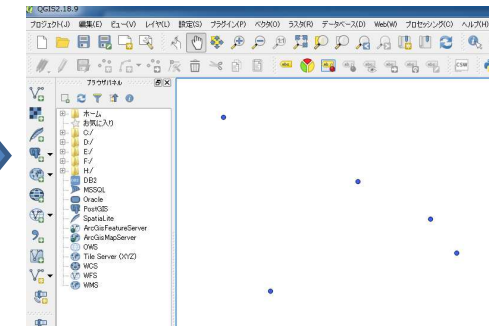 QGIS2.18.9
プロジェクト(J) 編集(E) ビュー(V) レイヤ(L) 設定(S) プラグイン(P) ベクタ(O) ラスタ(R) データベース(D) Web(W) プロセッシング(C) ヘルプ(H)
ブラウザパネル
ホーム
お気に入り
C:/
D:/
E:/
F:/
H:/
DB2
MSSQL
Oracle
PostGIS
SpatiaLite
ArcGisFeatureServer
ArcGisMapServer
OWS
Tile Server (XYZ)
WCS
WFS
WMS
abc
CSW